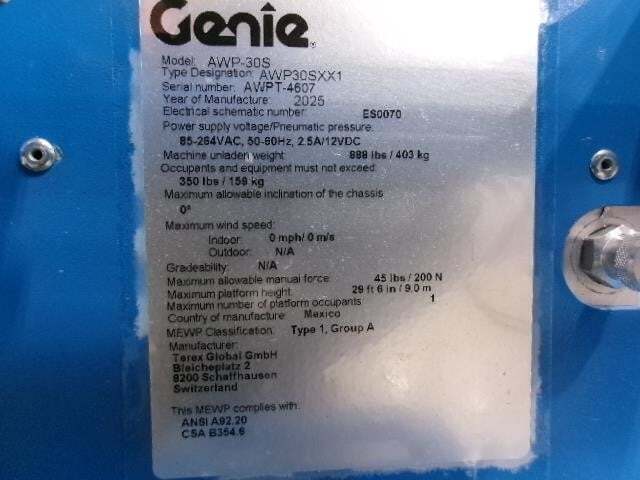 Genie
Model: AWP-30S
Type Designation: AWP30SXX1
Serial number: AWPT-4607
Year of Manufacture: 2025
Electrical schematic number: ES0070
Power supply voltage/Pneumatic pressure:
85-264VAC, 50-60Hz, 2.5A/12VDC
Machine unladen weight: 888 lbs / 403 kg
Occupants and equipment must not exceed:
350 lbs / 159 kg
Maximum allowable inclination of the chassis
0°
Maximum wind speed:
Indoor: 0 mph/ 0 m/s
Outdoor: N/A
Gradesability: N/A
Maximum allowable manual force: 45 lbs / 200 N
Maximum platform height: 29 ft 6 in / 9.0 m
Maximum number of platform occupants: 1
Country of manufacture: Mexico
MEWP Classification: Type 1, Group A
Manufacturer:
Terex Global GmbH
Bleicheplatz 2
8200 Schaffhausen
Switzerland
This MEWP complies with:
ANSI A92.20
CSA B354.6